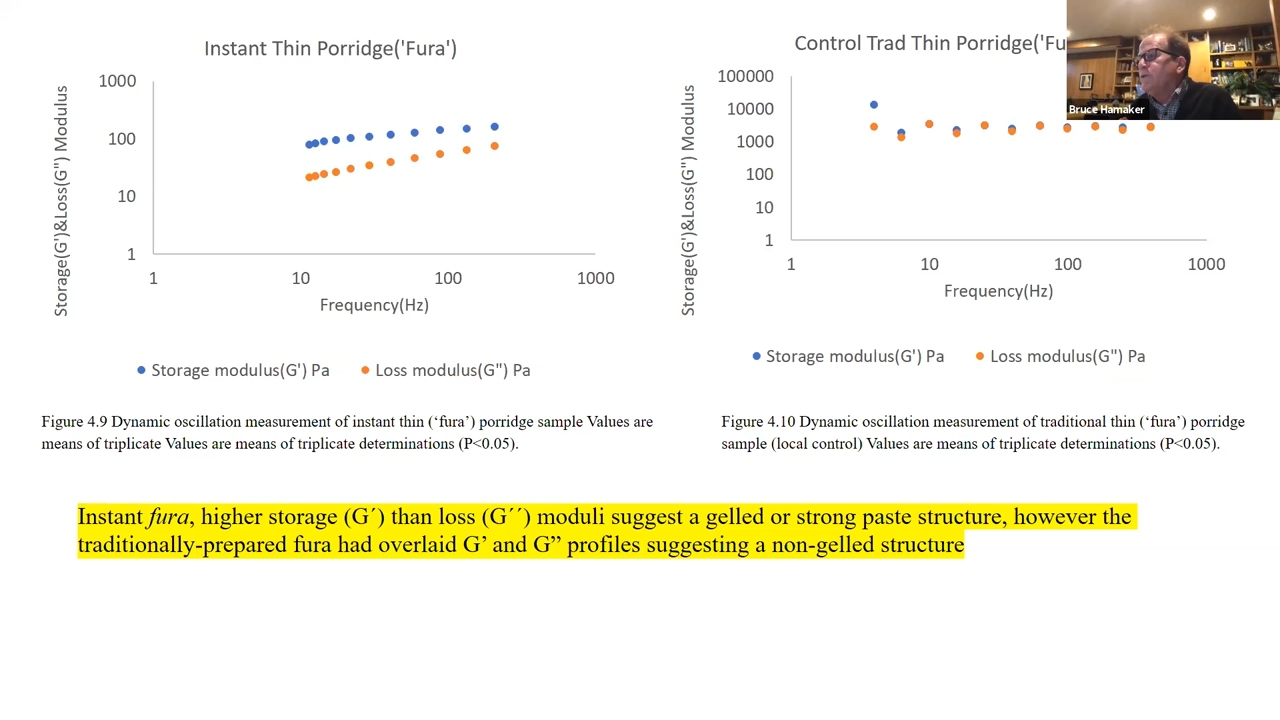 Instant Thin Porridge('Fura')
Storage(G')&Loss(G") Modulus
1000
100
10
1
1
10
100
1000
Frequency(Hz)
Storage modulus(G') Pa
Loss modulus(G") Pa
Figure 4.9 Dynamic oscillation measurement of instant thin (‘fura’) porridge sample Values are
means of triplicate Values are means of triplicate determinations (P<0.05).
Control Trad Thin Porridge('Fu
Bruce Hamaker
Storage(G')&Loss(G") Modulus
100000
10000
1000
100
10
1
1
10
100
1000
Frequency(Hz)
Storage modulus(G') Pa
Loss modulus(G") Pa
Figure 4.10 Dynamic oscillation measurement of traditional thin (‘fura’) porridge
sample (local control) Values are means of triplicate determinations (P<0.05).
Instant fura, higher storage (G´) than loss (G´´) moduli suggest a gelled or strong paste structure, however the
traditionally-prepared fura had overlaid G’ and G” profiles suggesting a non-gelled structure